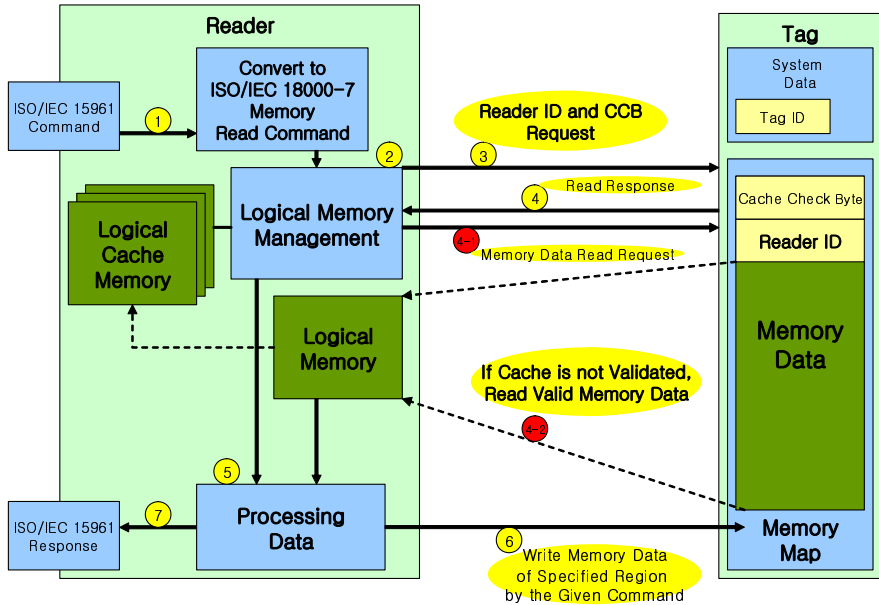 Reader
Tag
ISO/IEC 15961
Command
1
Convert to
ISO/IEC 18000-7
Memory
Read Command
Reader ID and CCB
Request
System
Data
Tag ID
2
3
4
Read Response
4-1
Memory Data Read Request
Logical
Cache
Memory
Logical Memory
Management
Cache Check Byte
Reader ID
Logical
Memory
Memory
Data
If Cache is not Validated,
Read Valid Memory Data
4-2
5
7
ISO/IEC 15961
Response
Processing
Data
6
Write Memory Data
of Specified Region
by the Given Command
Memory
Map